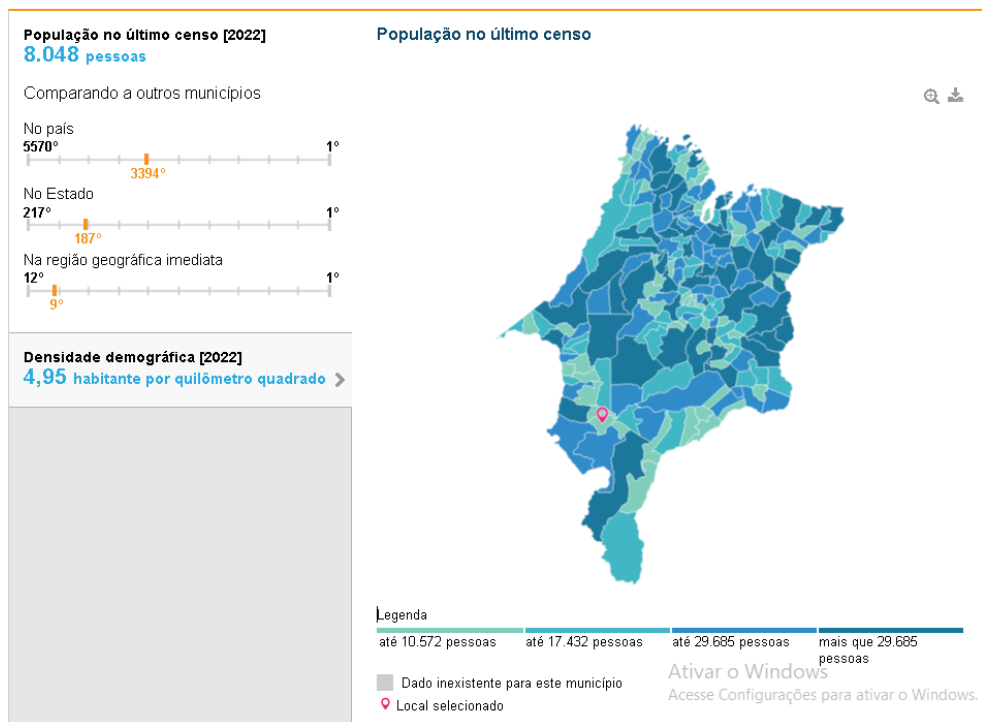 População no último censo [2022]
8.048 pessoas
Comparando a outros municípios
No país
5570° 1°
3394°
No Estado
217° 1°
187°
Na região geográfica imediata
12° 1°
9°
Densidade demográfica [2022]
4,95 habitante por quilômetro quadrado
População no último censo
Legenda
até 10.572 pessoas até 17.432 pessoas até 29.685 pessoas mais que 29.685
pessoas
Dado inexistente para este município
Local selecionado
Ativar o Windows
Acesse Configurações para ativar o Windows.